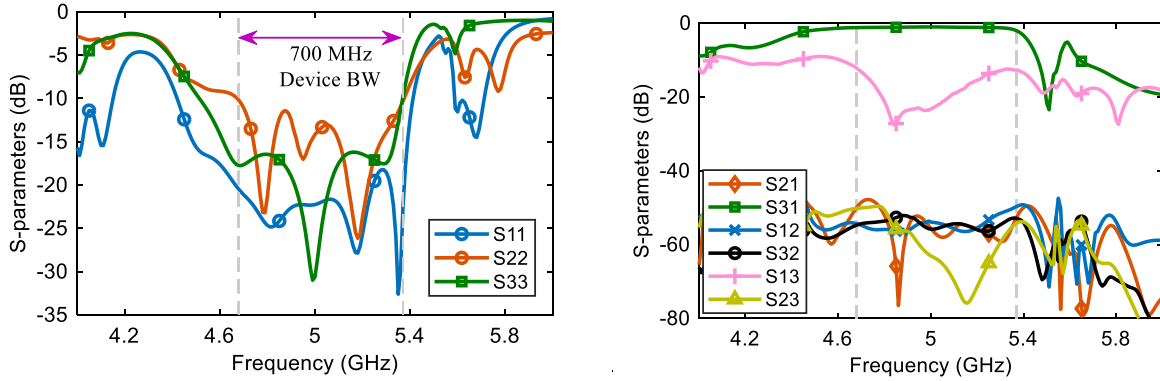 0
-5
-10
-15
-20
-25
-30
-35
S-parameters (dB)
700 MHz
Device BW
S11
S22
S33
4.2
4.6
5
5.4
5.8
Frequency (GHz)
0
-20
-40
-60
-80
S-parameters (dB)
S21
S31
S12
S32
S13
S23
4.2
4.6
5
5.4
5.8
Frequency (GHz)